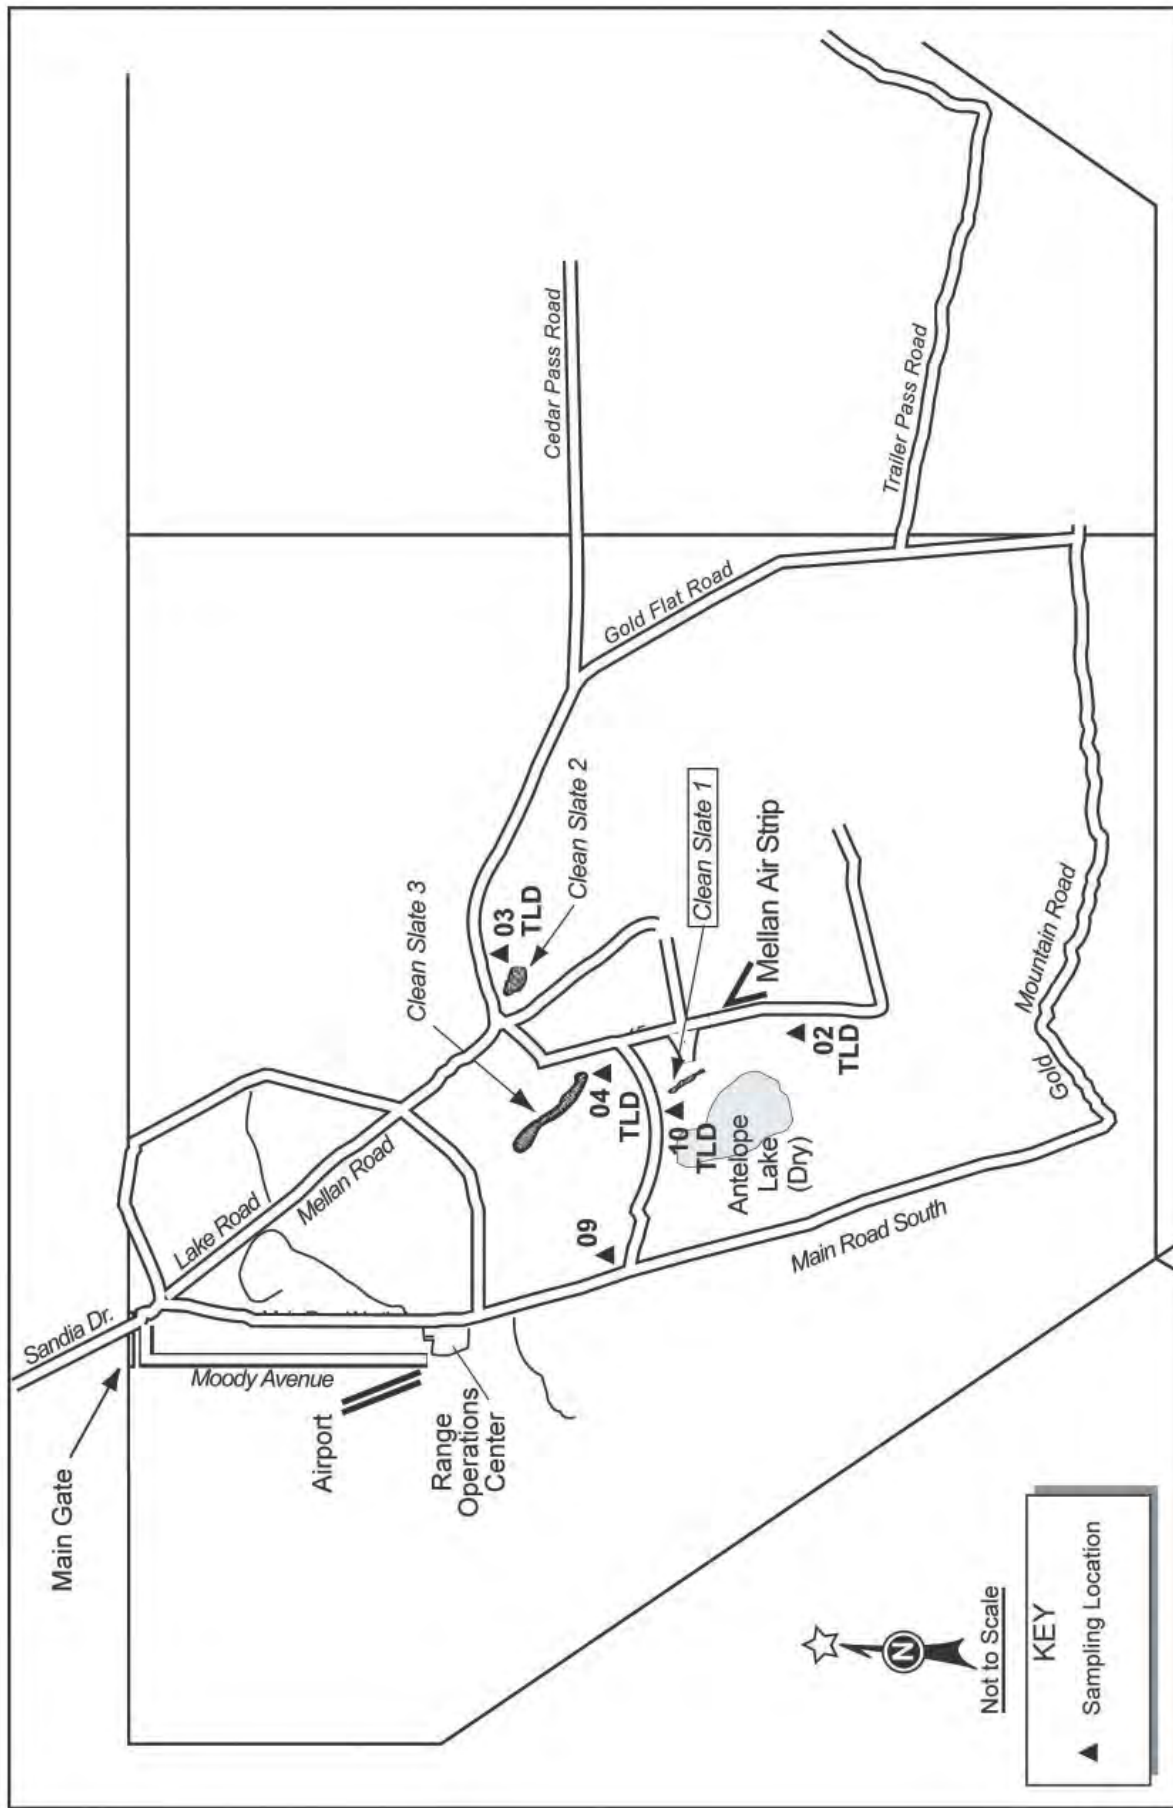 Main Gate
Sandia Dr.
Moody Avenue
Airport
Range
Operations
Center
Lake Road
Mellan Road
Clean Slate 3
Clean Slate 2
Cedar Pass Road
03
TLD
04
TLD
09
10
TLD
Clean Slate 1
Gold Flat Road
Antelope
Lake
(Dry)
Mellan Air Strip
02
TLD
Trailer Pass Road
Main Road South
Gold
Mountain Road
N
Not to Scale
KEY
Sampling Location